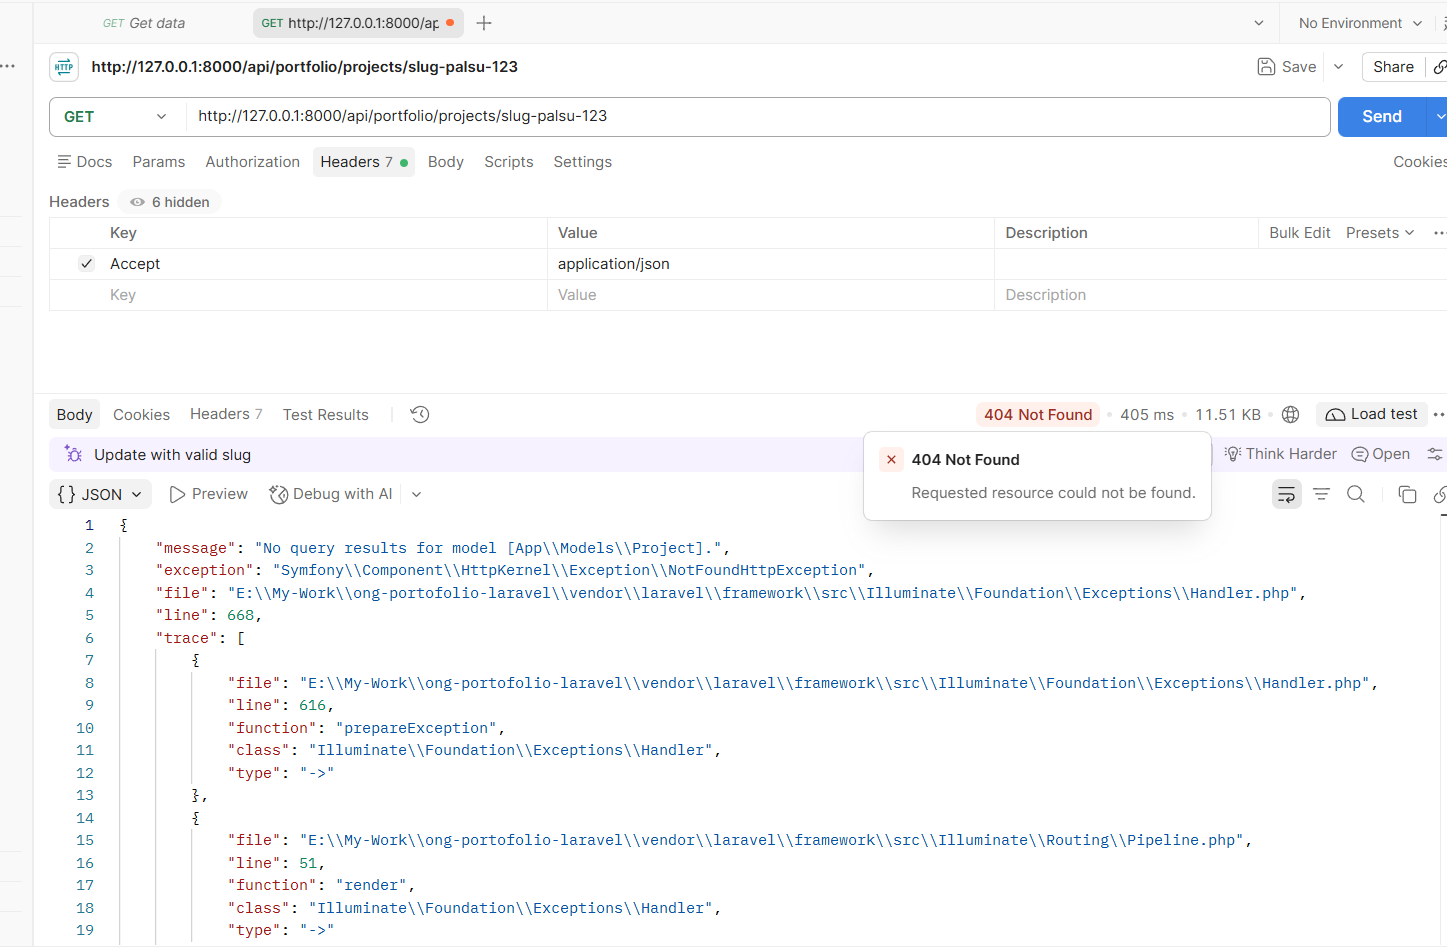 GET Get data
GET http://127.0.0.1:8000/ap
No Environment
HTTP http://127.0.0.1:8000/api/portfolio/projects/slug-palsu-123
Save
Share
GET http://127.0.0.1:8000/api/portfolio/projects/slug-palsu-123
Send
Docs Params Authorization Headers 7 Body Scripts Settings
Cookies
Headers 6 hidden
Key Value Description Bulk Edit Presets
Accept application/json
Key Value Description
Body Cookies Headers 7 Test Results
404 Not Found 405 ms 11.51 KB Load test
Update with valid slug
Think Harder Open
404 Not Found
Requested resource could not be found.
{} JSON Preview Debug with AI
1 {
2 "message": "No query results for model [App\\Models\\Project].",
3 "exception": "Symfony\\Component\\HttpKernel\\Exception\\NotFoundHttpException",
4 "file": "E:\\My-Work\\ong-portofolio-laravel\\vendor\\laravel\\framework\\src\\Illuminate\\Foundation\\Exceptions\\Handler.php",
5 "line": 668,
6 "trace": [
7 {
8 "file": "E:\\My-Work\\ong-portofolio-laravel\\vendor\\laravel\\framework\\src\\Illuminate\\Foundation\\Exceptions\\Handler.php",
9 "line": 616,
10 "function": "prepareException",
11 "class": "Illuminate\\Foundation\\Exceptions\\Handler",
12 "type": "->"
13 },
14 {
15 "file": "E:\\My-Work\\ong-portofolio-laravel\\vendor\\laravel\\framework\\src\\Illuminate\\Routing\\Pipeline.php",
16 "line": 51,
17 "function": "render",
18 "class": "Illuminate\\Foundation\\Exceptions\\Handler",
19 "type": "->"